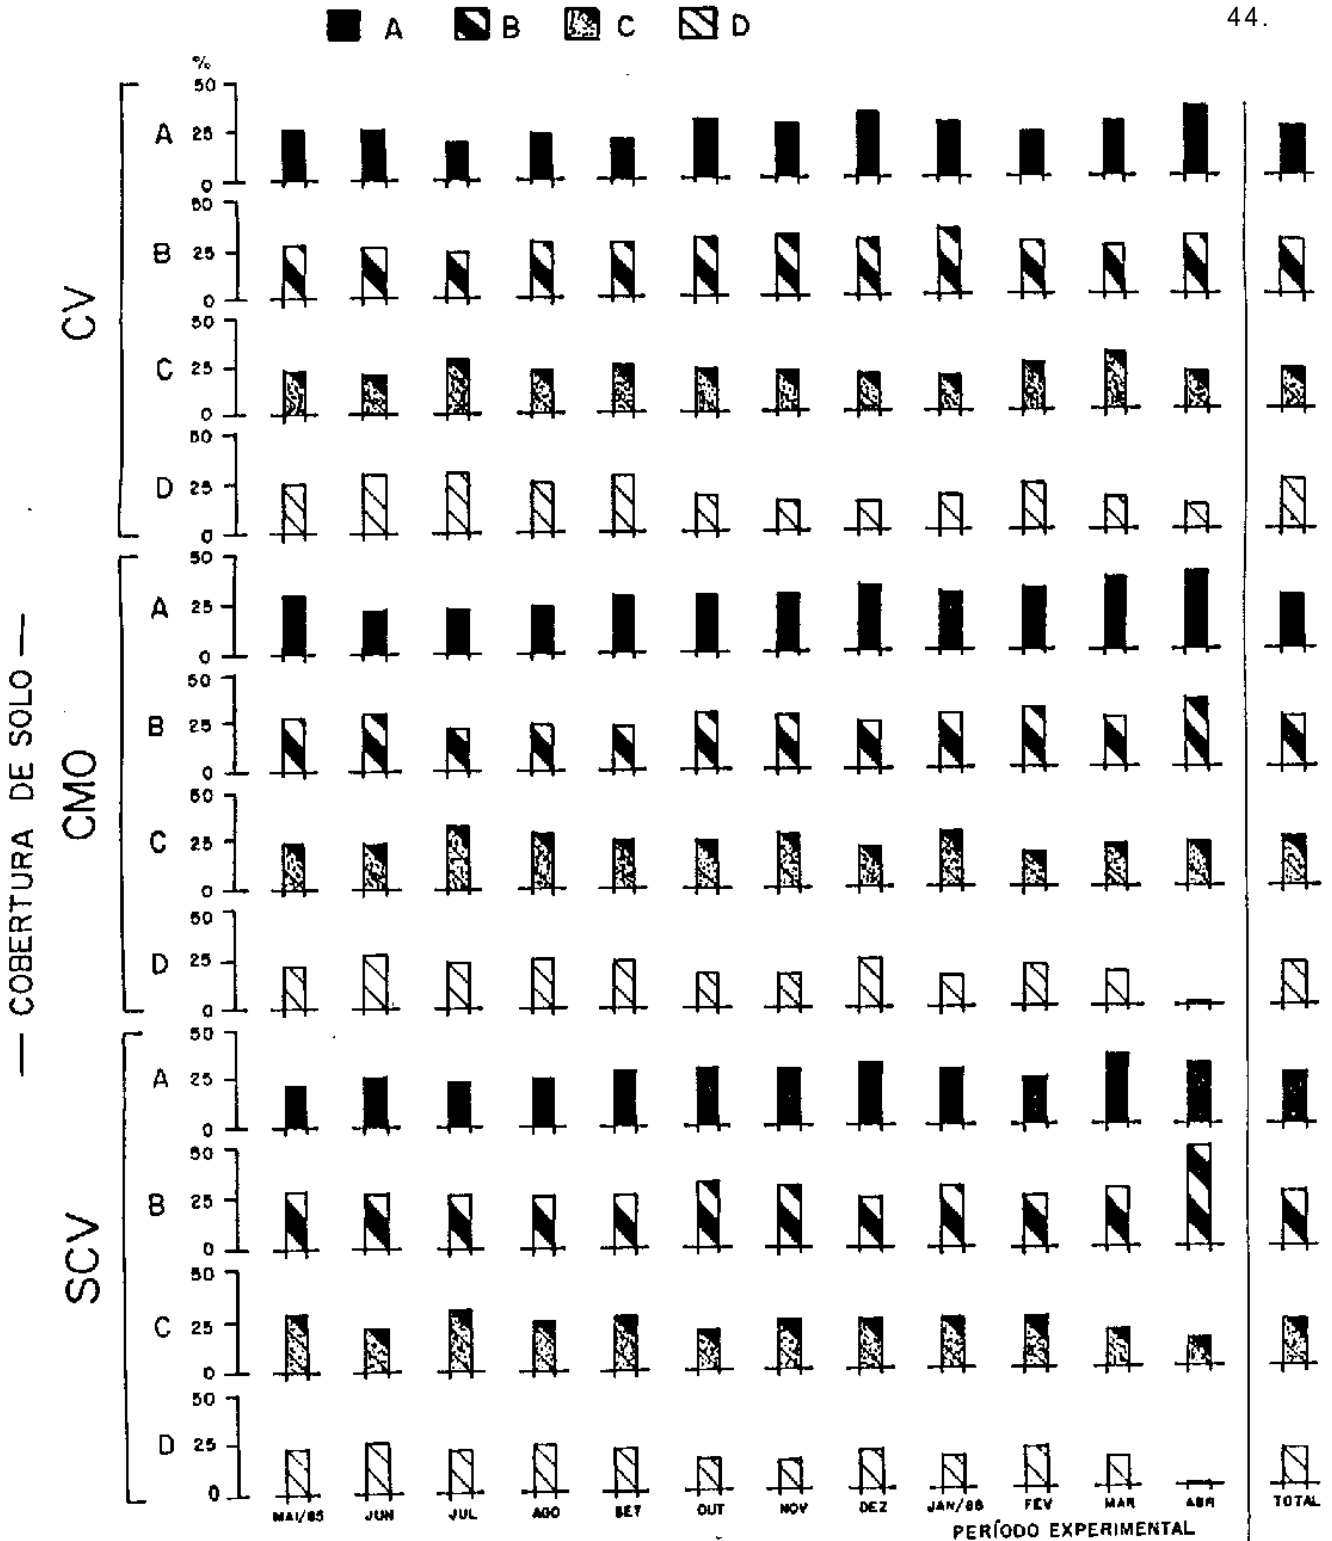 44.
A B C D
%
— COBERTURA DE SOLO —
CV
A 50 25 0
B 50 25 0
C 50 25 0
D 50 25 0
CMO
A 50 25 0
B 50 25 0
C 50 25 0
D 50 25 0
SCV
A 50 25 0
B 50 25 0
C 50 25 0
D 50 25 0
MAI/85 JUN JUL AGO SET OUT NOV DEZ JAN/86 FEV MAR ABR TOTAL
PERÍODO EXPERIMENTAL